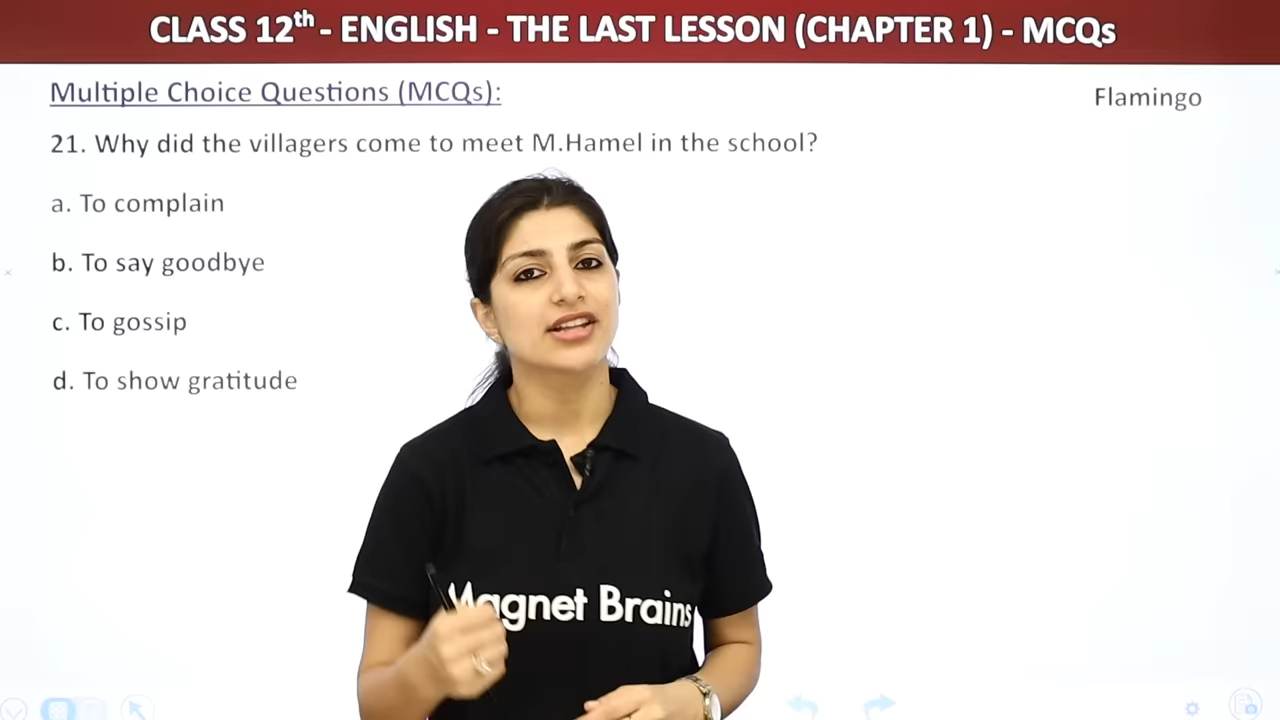 CLASS 12th - ENGLISH - THE LAST LESSON (CHAPTER 1) - MCQs
Multiple Choice Questions (MCQs):
Flamingo
21. Why did the villagers come to meet M.Hamel in the school?
a. To complain
b. To say goodbye
c. To gossip
d. To show gratitude
Magnet Brains